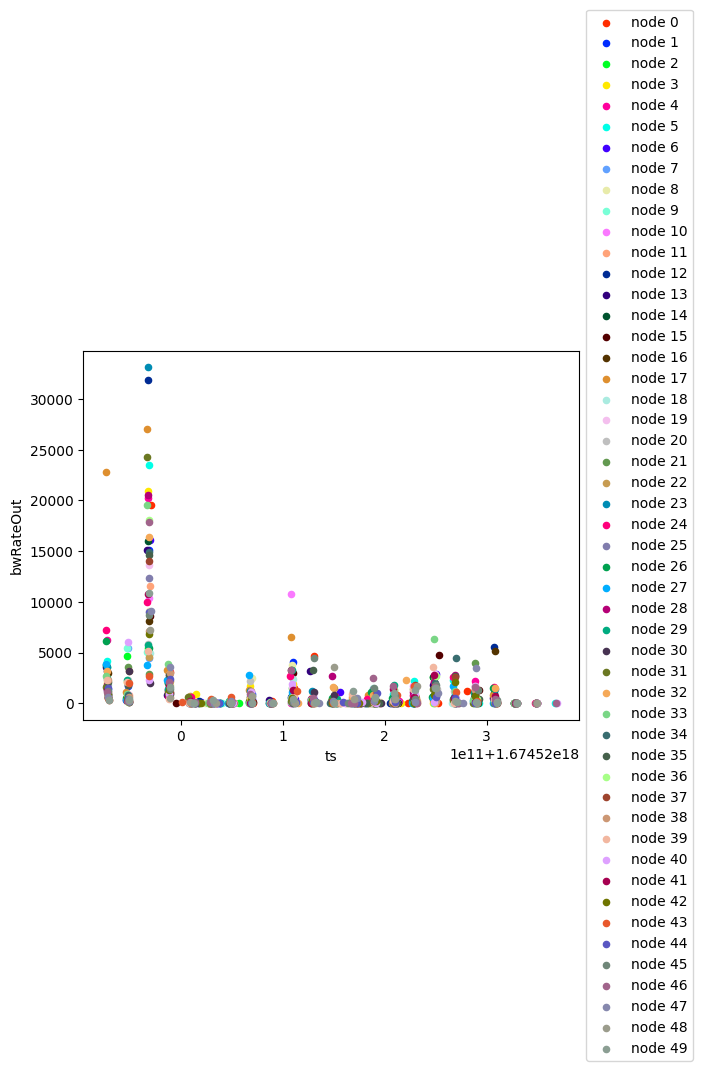 node 0
node 1
node 2
node 3
node 4
node 5
node 6
node 7
node 8
node 9
node 10
node 11
node 12
node 13
node 14
node 15
node 16
node 17
node 18
node 19
node 20
node 21
node 22
node 23
node 24
node 25
node 26
node 27
node 28
node 29
node 30
node 31
node 32
node 33
node 34
node 35
node 36
node 37
node 38
node 39
node 40
node 41
node 42
node 43
node 44
node 45
node 46
node 47
node 48
node 49
bwRateOut
30000
25000
20000
15000
10000
5000
0
0 1 2 3
ts
1e11+1.67452e18